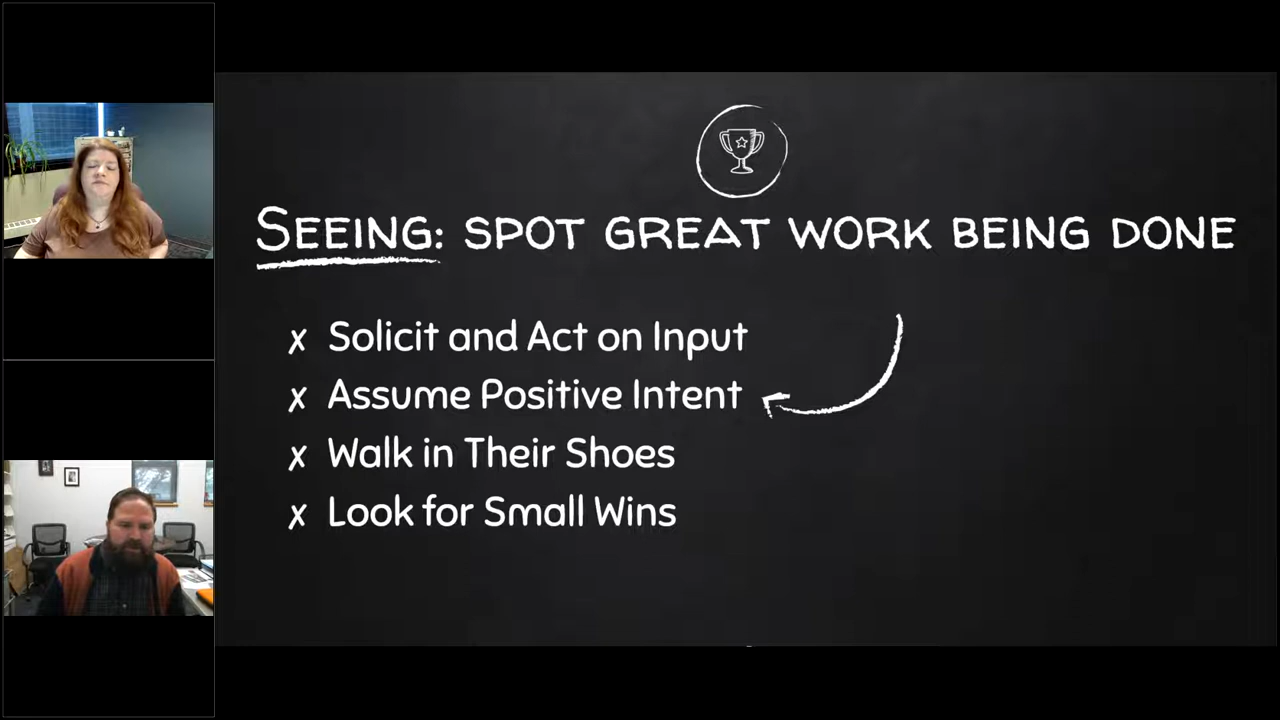 SEEING: SPOT GREAT WORK BEING DONE
x Solicit and Act on Input
x Assume Positive Intent
x Walk in Their Shoes
x Look for Small Wins